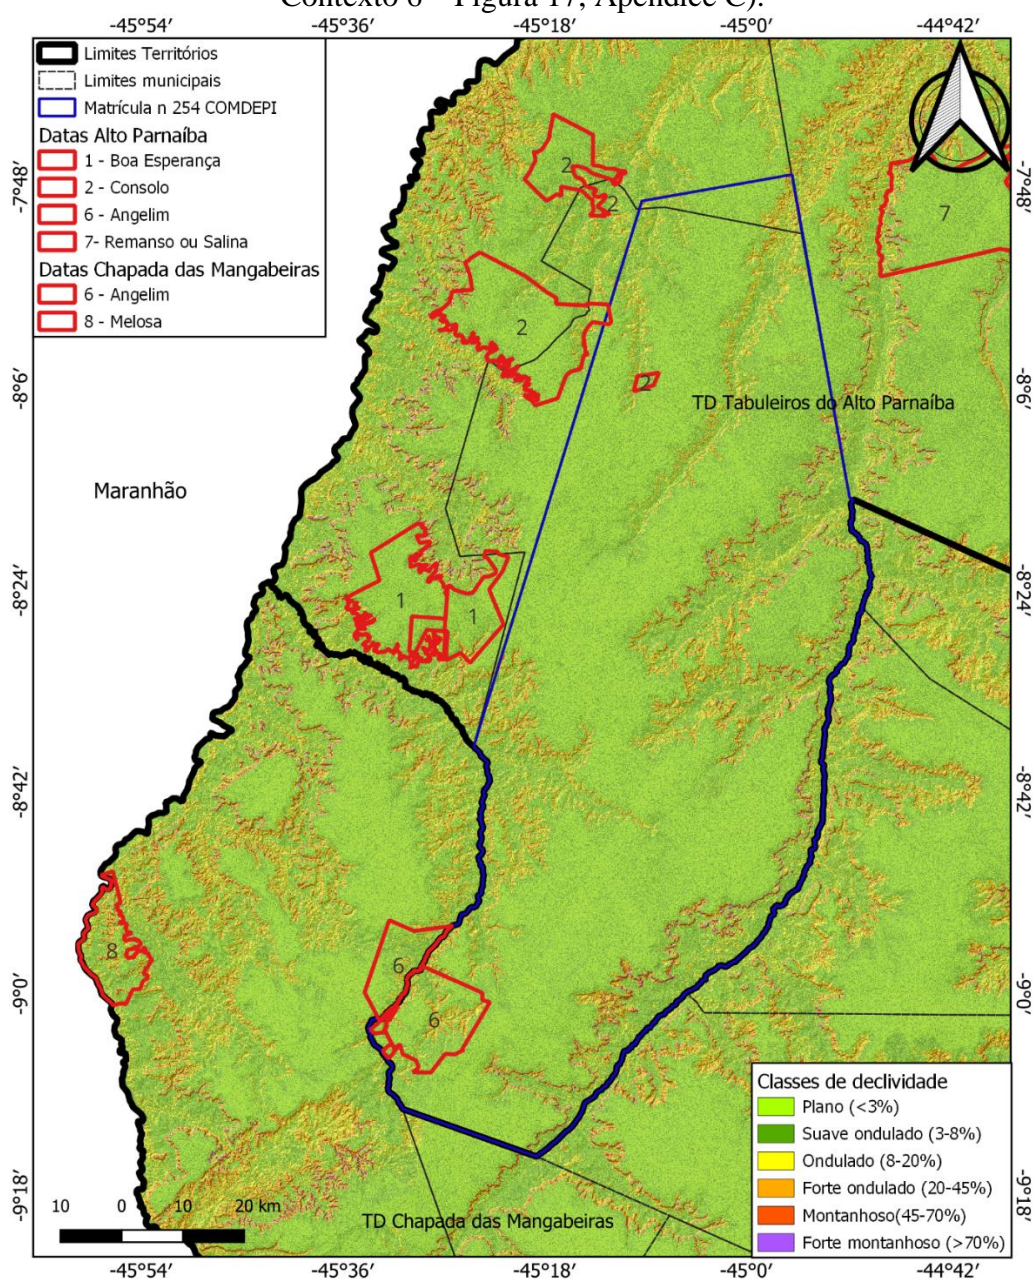 Contexto 6 – Figura 17, Apêndice C).
-45°54′ -45°36′ -45°18′ -45°0′ -44°42′
Limites Territórios
Limites municipais
Matrícula n 254 COMDEPI
Datas Alto Parnaíba
1 - Boa Esperança
2 - Consolo
6 - Angelim
7- Remanso ou Salina
Datas Chapada das Mangabeiras
6 - Angelim
8 - Melosa
-7°48′
-7°48′
2
2
7
2
-8°6′
-8°6′
2
TD Tabuleiros do Alto Parnaíba
Maranhão
-8°24′
-8°24′
1
1
-8°42′
-8°42′
8
6
6
-9°0′
-9°0′
Classes de declividade
Plano (<3%)
Suave ondulado (3-8%)
Ondulado (8-20%)
Forte ondulado (20-45%)
Montanhoso(45-70%)
Forte montanhoso (>70%)
-9°18′
-9°18′
10 0 10 20 km
TD Chapada das Mangabeiras
-45°54′ -45°36′ -45°18′ -45°0′ -44°42′